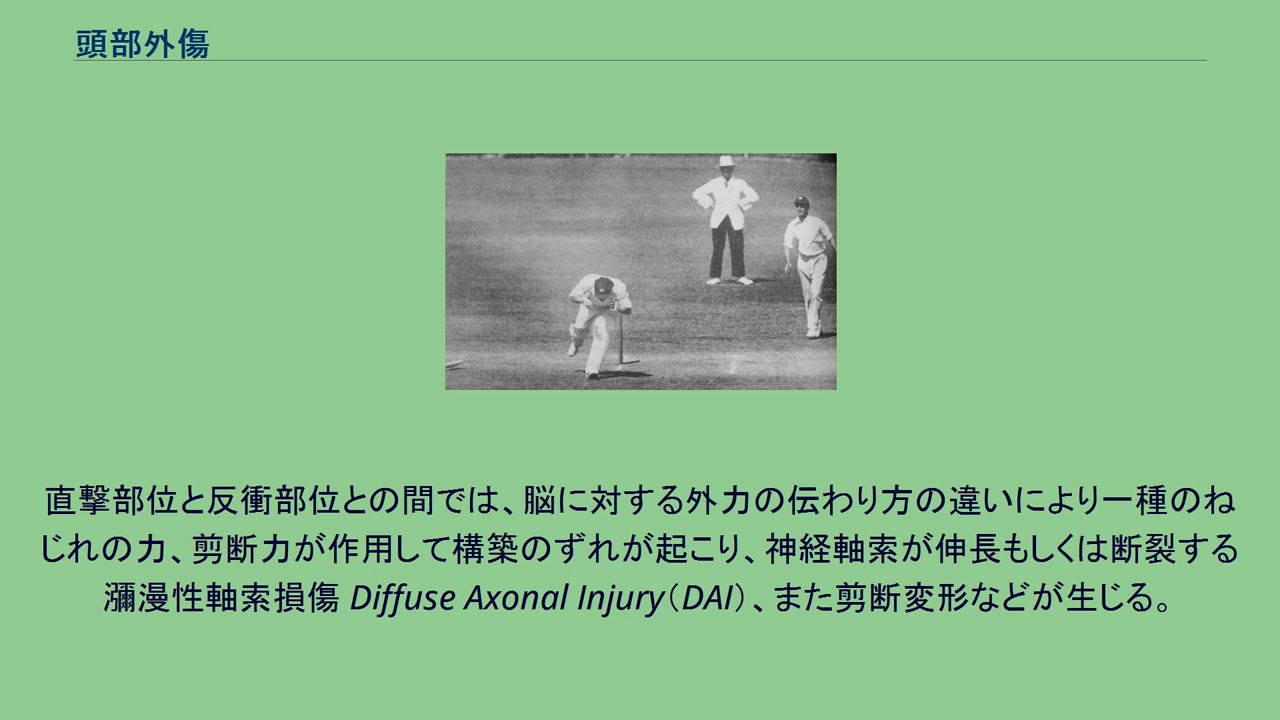 頭部外傷
直撃部位と反衝部位との間では、脳に対する外力の伝わり方の違いにより一種のね
じれの力、剪断力が作用して構築のずれが起こり、神経軸索が伸長もしくは断裂する
瀰漫性軸索損傷 Diffuse Axonal Injury（DAI）、また剪断変形などが生じる。